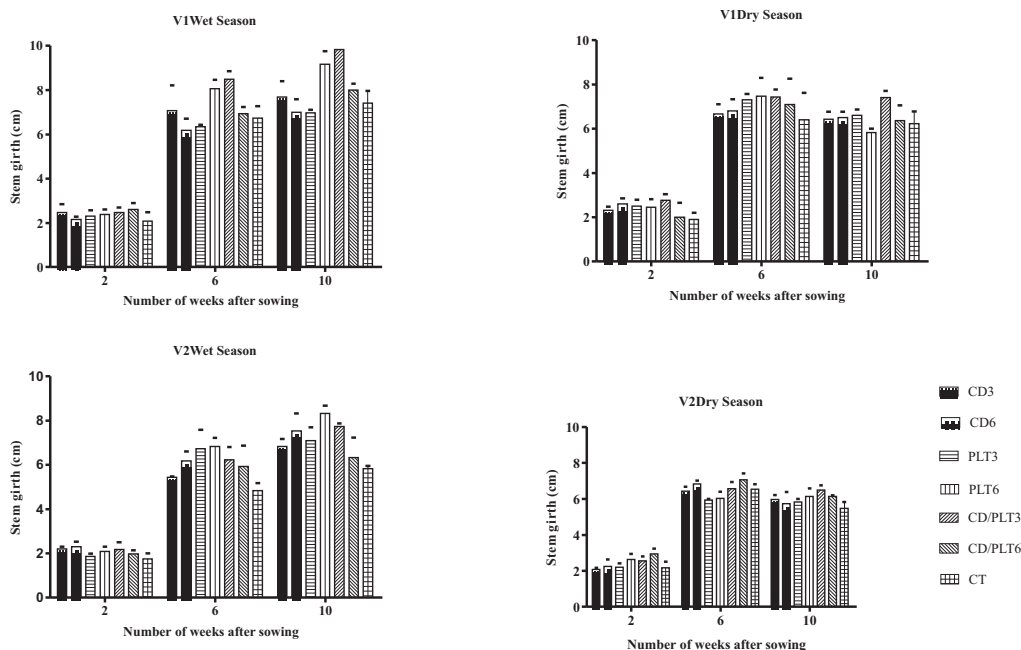 V1Wet Season
Stem girth (cm)
10
8
6
4
2
0
2 6 10
Number of weeks after sowing
V1Dry Season
Stem girth (cm)
10
8
6
4
2
0
2 6 10
Number of weeks after sowing
V2Wet Season
Stem girth (cm)
10
8
6
4
2
0
2 6 10
Number of weeks after sowing
V2Dry Season
Stem girth (cm)
10
8
6
4
2
0
2 6 10
Number of weeks after sowing
CD3
CD6
PLT3
PLT6
CD/PLT3
CD/PLT6
CT